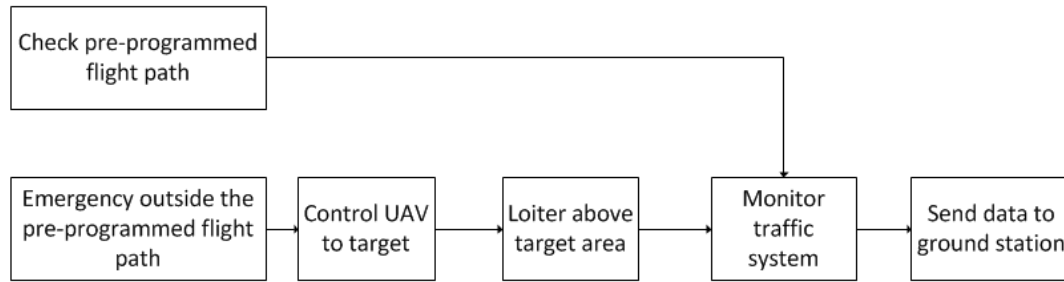 Check pre-programmed
flight path
Emergency outside the
pre-programmed flight
path
Control UAV
to target
Loiter above
target area
Monitor
traffic
system
Send data to
ground station